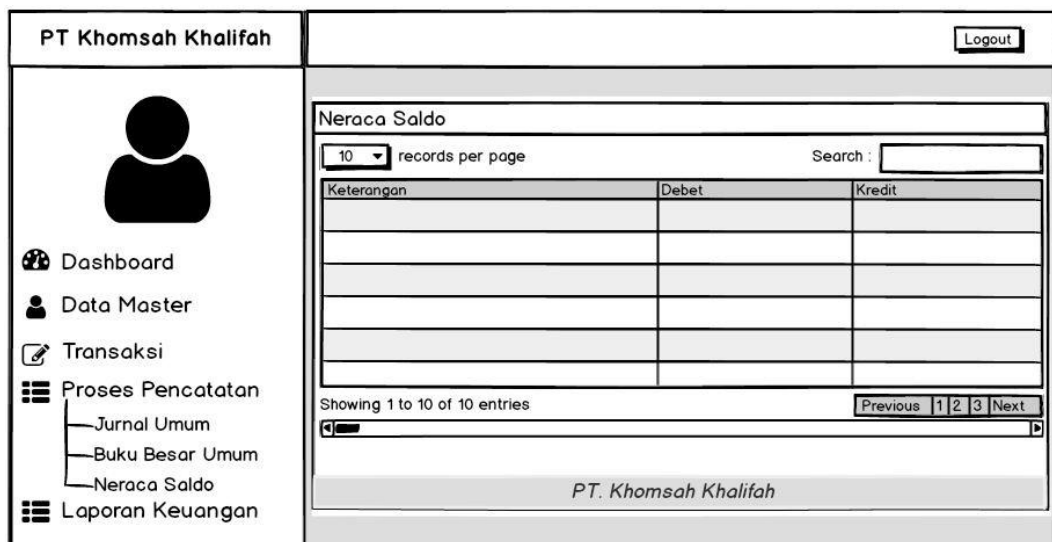 PT Khomsah Khalifah
Logout
Dashboard
Data Master
Transaksi
Proses Pencatatan
Jurnal Umum
Buku Besar Umum
Neraca Saldo
Laporan Keuangan
Neraca Saldo
10 records per page Search :
Keterangan Debet Kredit
Showing 1 to 10 of 10 entries Previous 1 2 3 Next
PT. Khomsah Khalifah